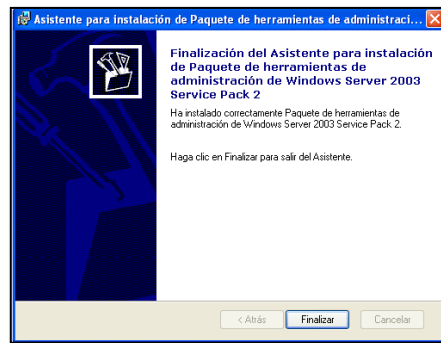 Asistente para instalación de Paquete de herramientas de administraci...
Finalización del Asistente para instalación
de Paquete de herramientas de
administración de Windows Server 2003
Service Pack 2
Ha instalado correctamente Paquete de herramientas de
administración de Windows Server 2003 Service Pack 2.
Haga clic en Finalizar para salir del Asistente.
< Atrás
Finalizar
Cancelar